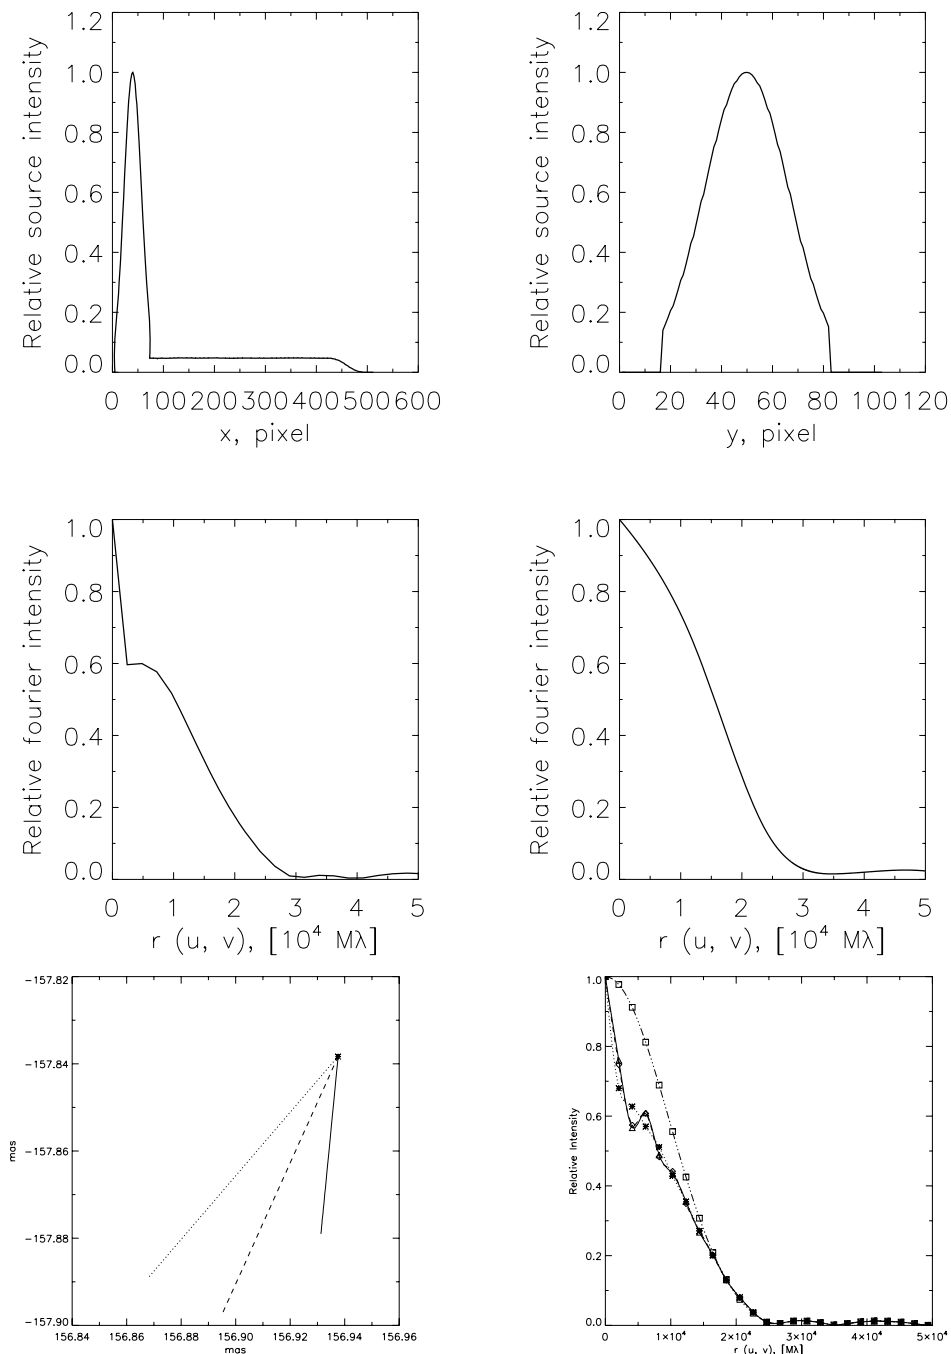 1.2 1.2
1.0 1.0
0.8 0.8
0.6 0.6
0.4 0.4
0.2 0.2
0.0 0.0
Relative source intensity Relative source intensity
0 100200300400500600 0 20 40 60 80 100 120
x, pixel y, pixel
1.0 1.0
0.8 0.8
0.6 0.6
0.4 0.4
0.2 0.2
0.0 0.0
Relative fourier intensity Relative fourier intensity
0 1 2 3 4 5 0 1 2 3 4 5
r (u, v), [10⁴ Mλ] r (u, v), [10⁴ Mλ]
-157.82 1.0
-157.84 0.8
-157.86 0.6
-157.88 0.4
-157.90 0.2
0.0
mas Relative Intensity
156.84 156.86 156.88 156.90 156.92 156.94 156.96 0 1×10⁴ 2×10⁴ 3×10⁴ 4×10⁴ 5×10⁴
mas r (u, v), [Mλ]